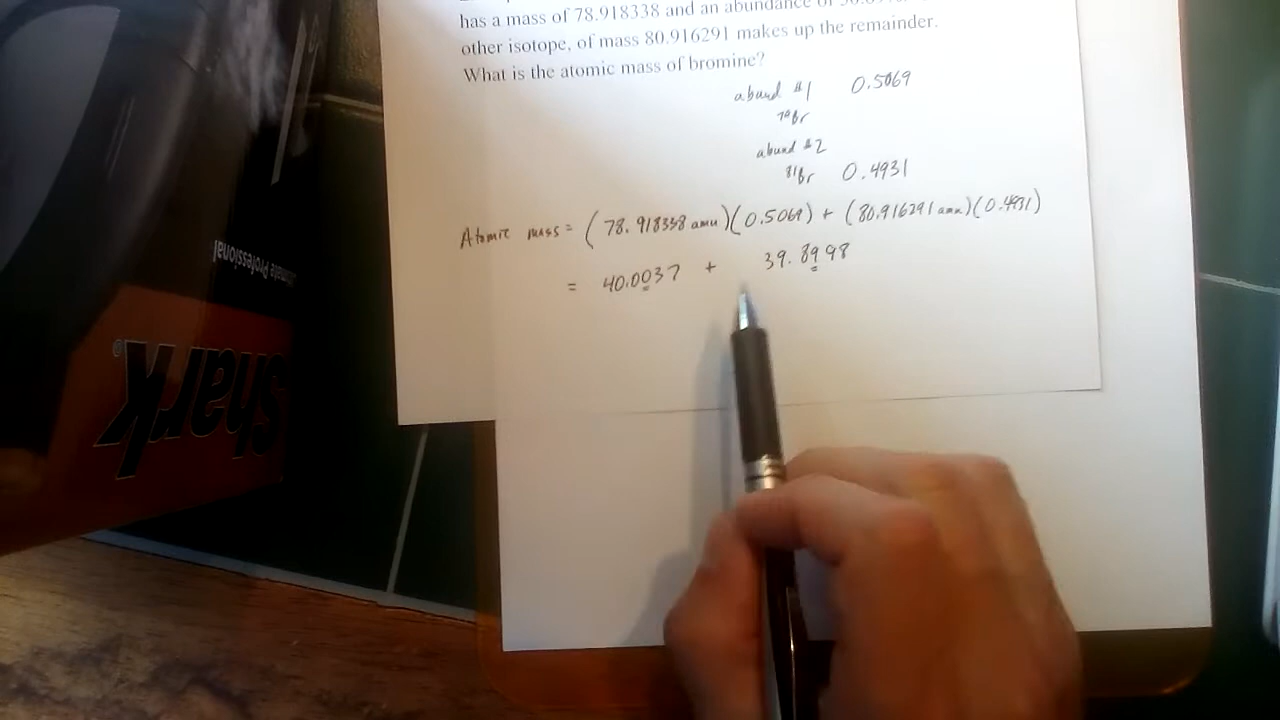 has a mass of 78.918338 and an abundance of
other isotope, of mass 80.916291 makes up the remainder.
What is the atomic mass of bromine?
abund #1 0.5069
79Br
abund #2
81Br 0.4931
Atomic mass = (78.918338 amu)(0.5069) + (80.916291 amu)(0.4931)
= 40.0037 + 39.8998
Professional
Shark